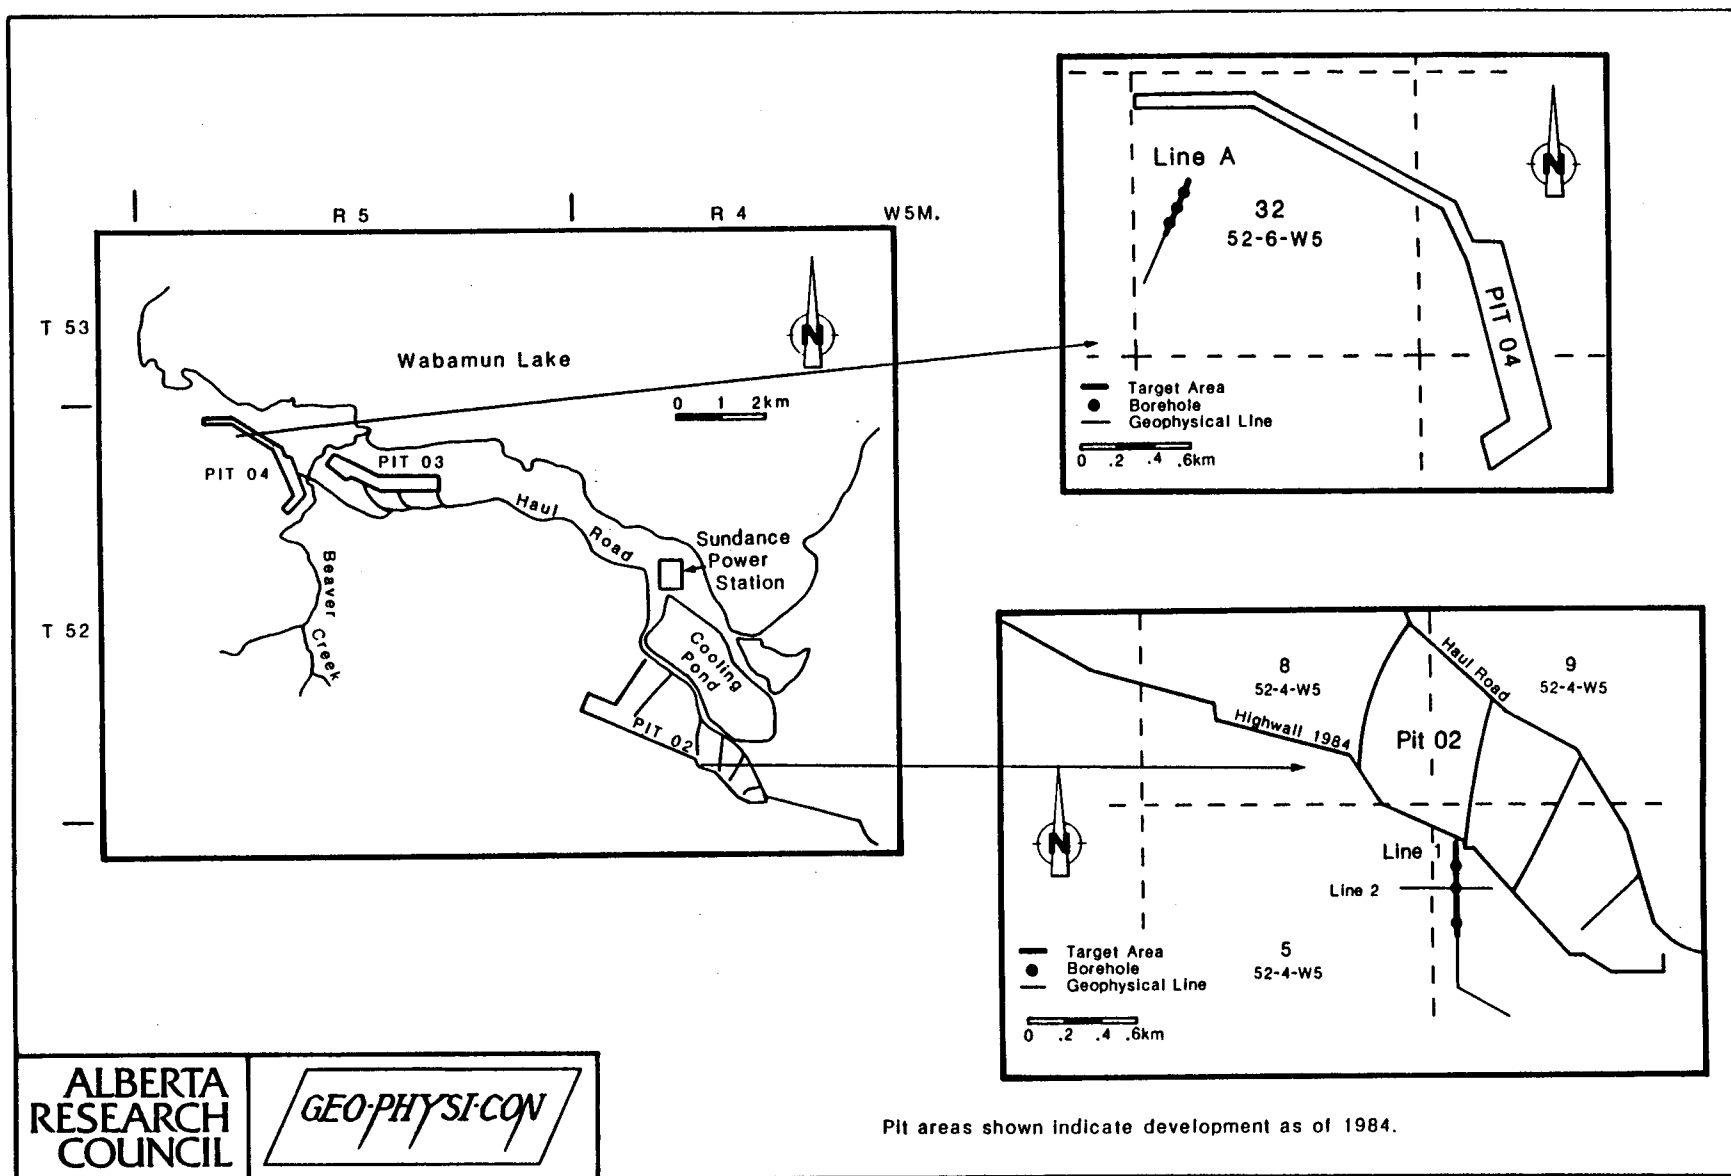 R 5
R 4
W5M.
T 53
T 52
Wabamun Lake
N
0 1 2km
PIT 04
PIT 03
Haul Road
Sundance
Power
Station
Beaver Creek
Cooling Pond
PIT 02
Line A
32
52-6-W5
N
PIT 04
Target Area
Borehole
Geophysical Line
0 .2 .4 .6km
8
52-4-W5
9
52-4-W5
Haul Road
Highwall 1984
Pit 02
N
Line 1
Line 2
5
52-4-W5
Target Area
Borehole
Geophysical Line
0 .2 .4 .6km
ALBERTA
RESEARCH
COUNCIL
GEO-PHYSI-CON
Pit areas shown indicate development as of 1984.